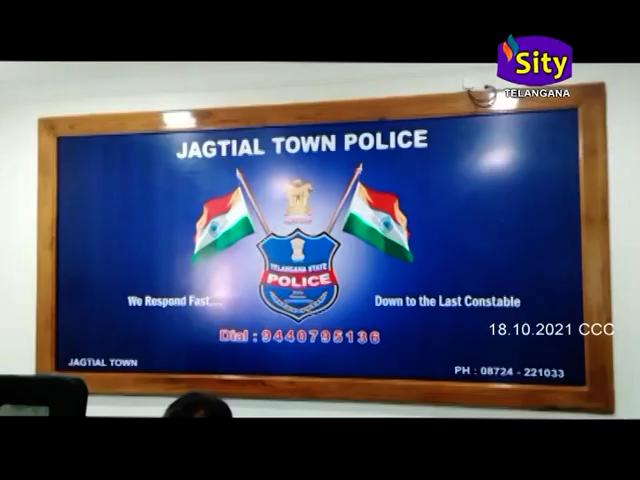 Sity
TELANGANA
JAGTIAL TOWN POLICE
TELANGANA STATE
POLICE
We Respond Fast....
Down to the Last Constable
18.10.2021 CCC
Dial : 9440795136
JAGTIAL TOWN
PH : 08724 - 221033